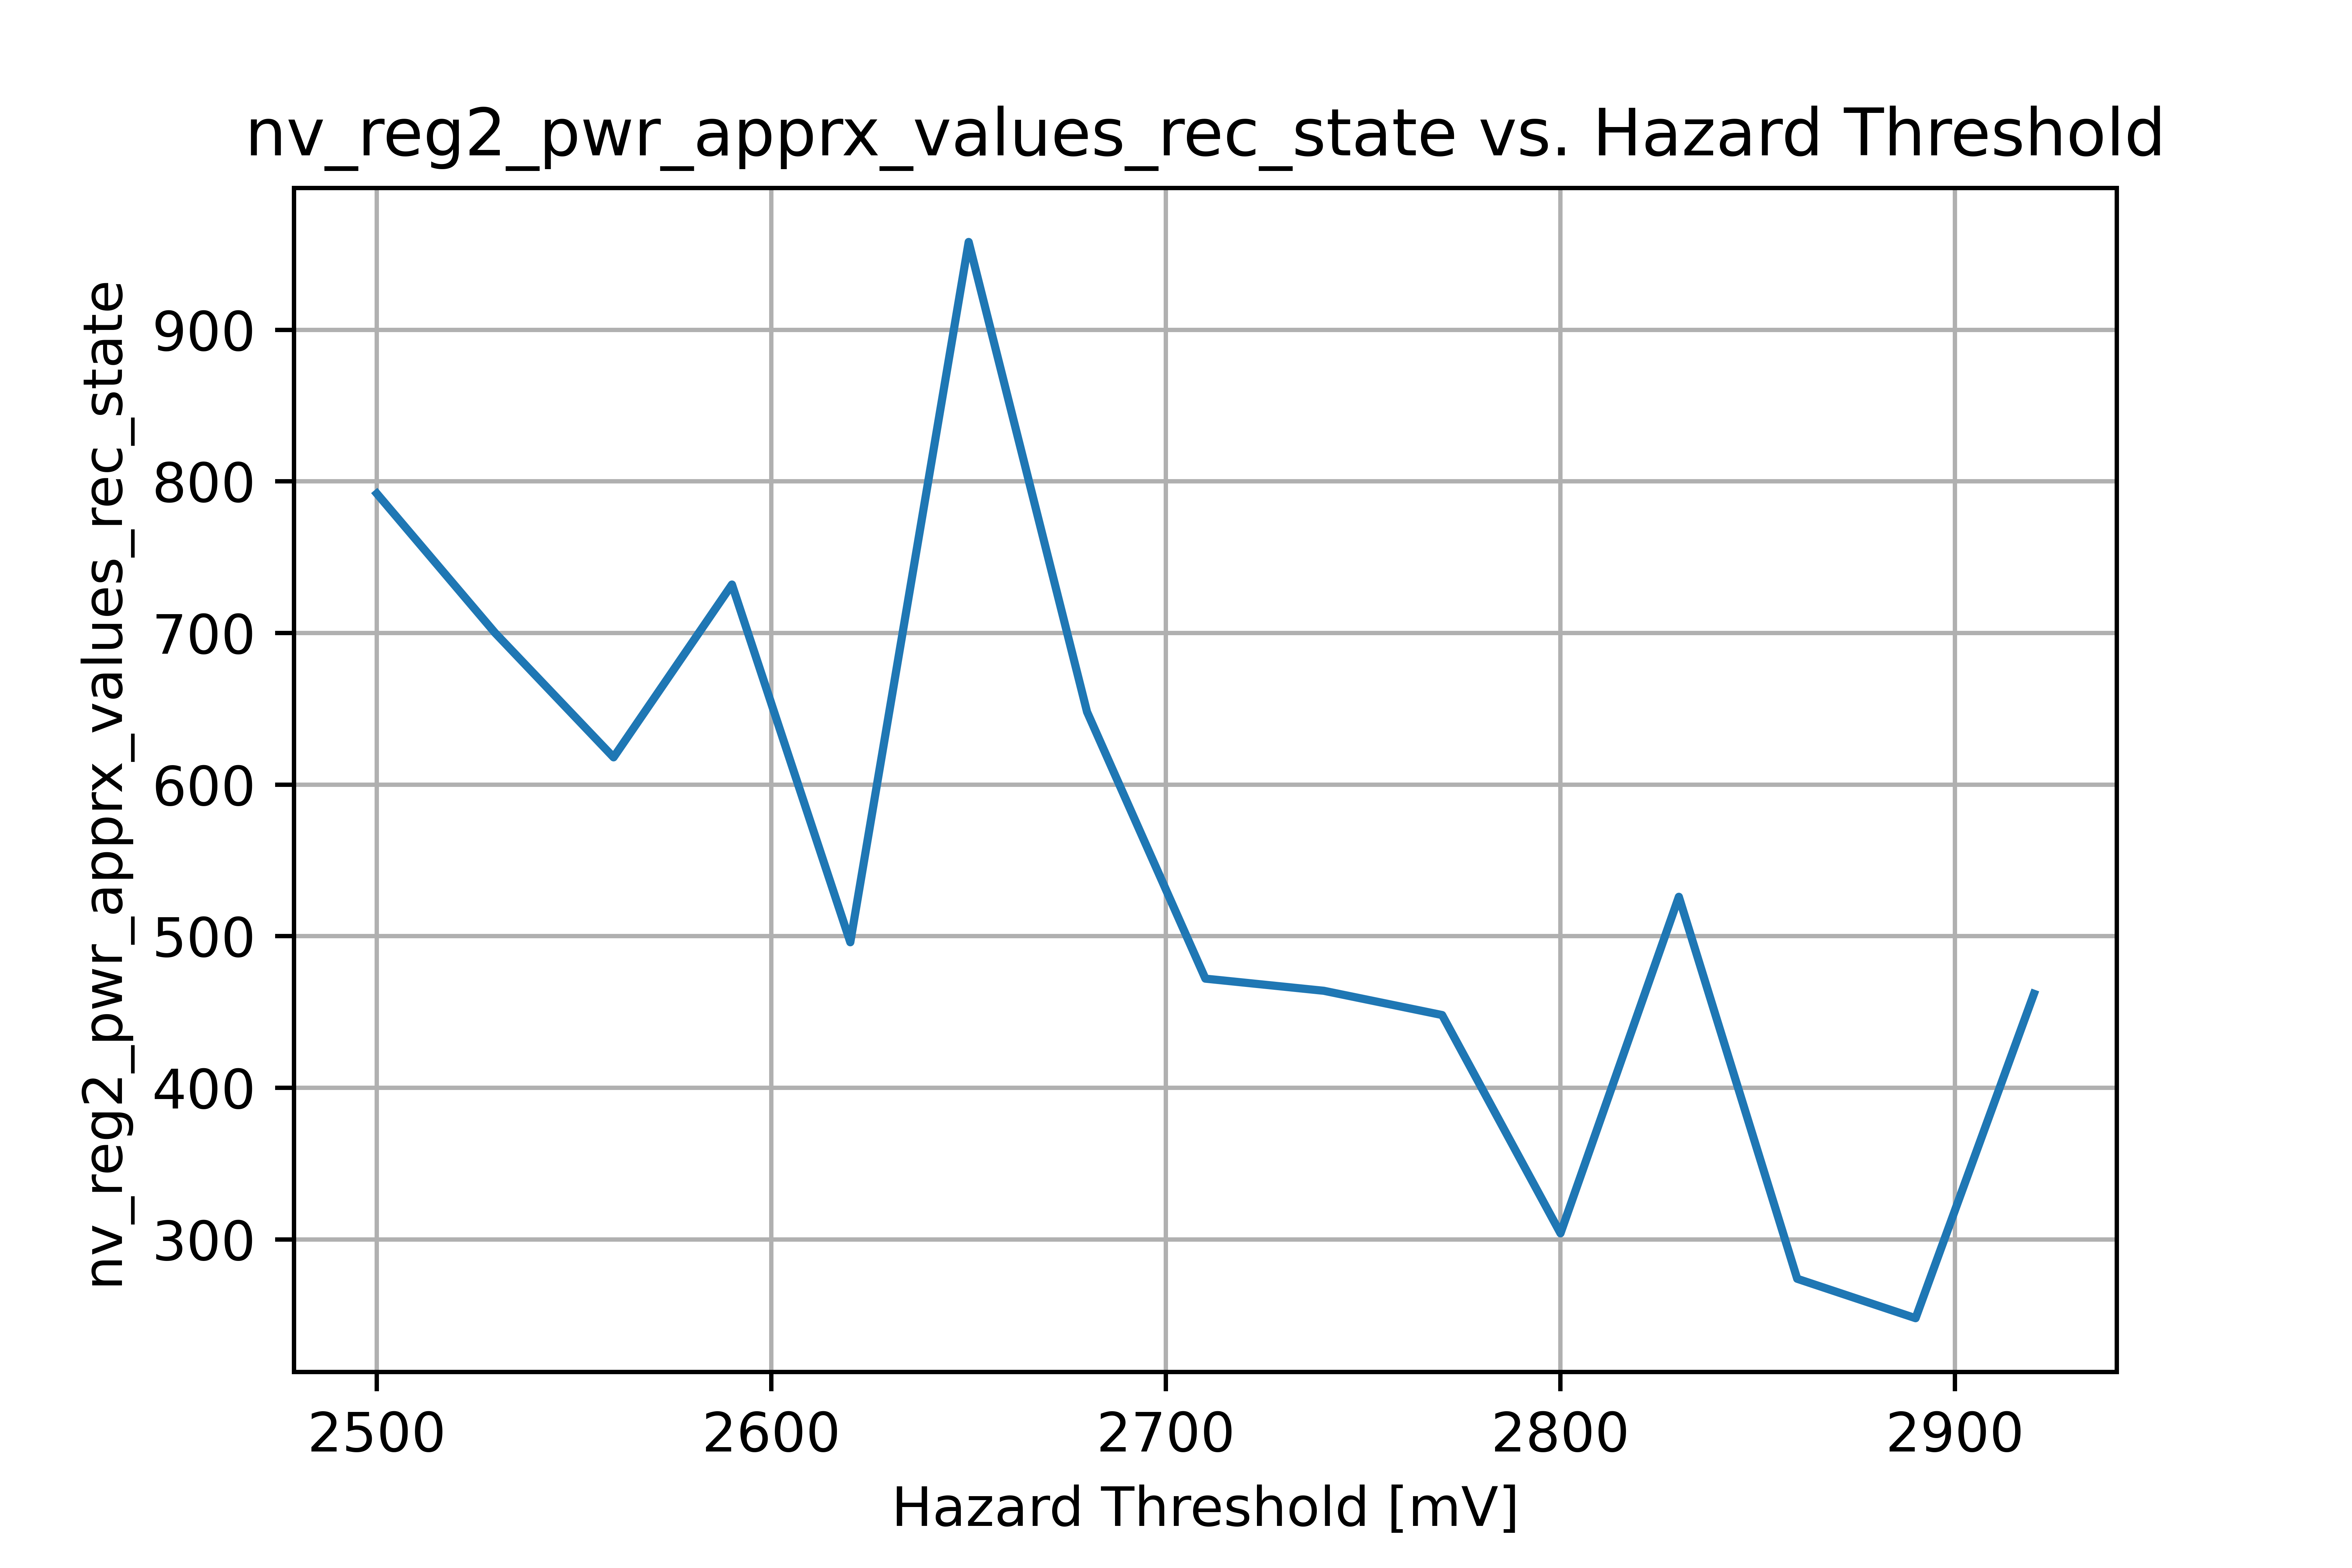 nv_reg2_pwr_apprx_values_rec_state vs. Hazard Threshold
nv_reg2_pwr_apprx_values_rec_state
900
800
700
600
500
400
300
2500 2600 2700 2800 2900
Hazard Threshold [mV]